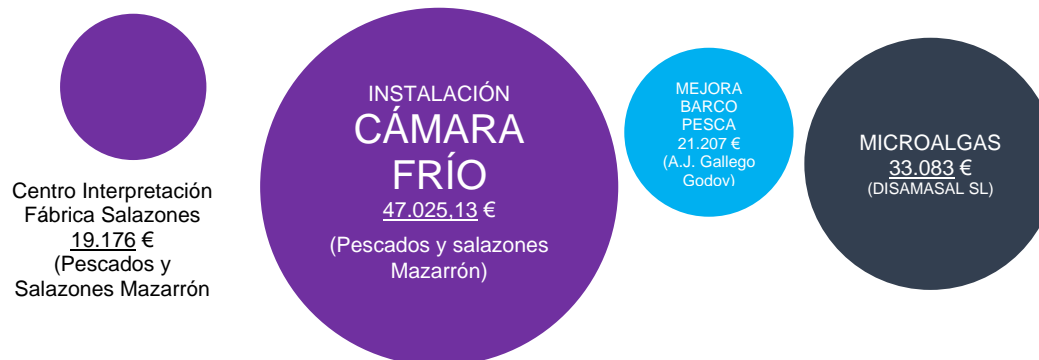 Centro Interpretación
Fábrica Salazones
19.176 €
(Pescados y
Salazones Mazarrón
INSTALACIÓN
CÁMARA
FRÍO
47.025,13 €
(Pescados y salazones
Mazarrón)
MEJORA
BARCO
PESCA
21.207 €
(A.J. Gallego
Godoy)
MICROALGAS
33.083 €
(DISAMASAL SL)